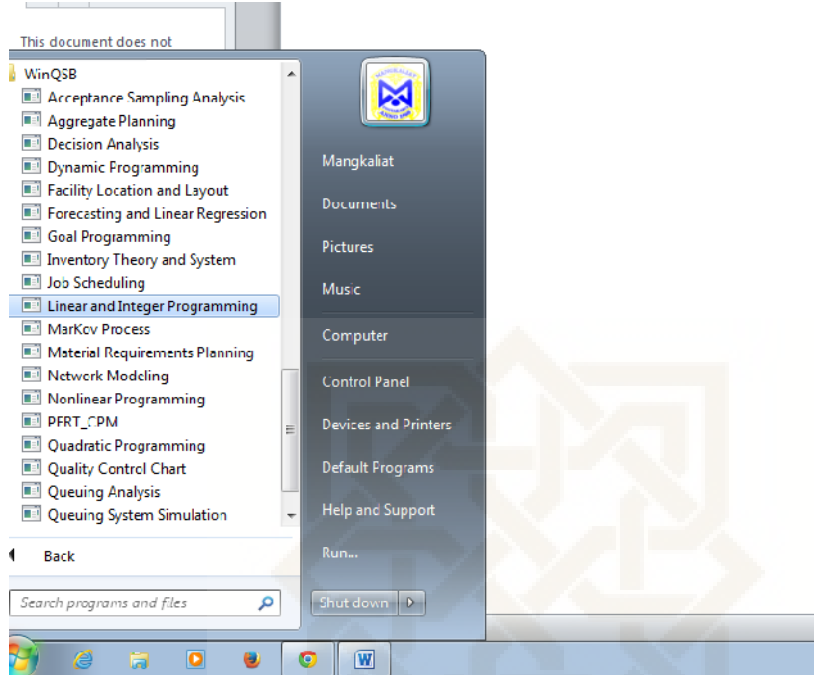 This document does not
WinQSB
Acceptance Sampling Analysis
Aggregate Planning
Decision Analysis
Dynamic Programming
Facility Location and Layout
Forecasting and Linear Regression
Goal Programming
Inventory Theory and System
Job Scheduling
Linear and Integer Programming
MarKov Process
Material Requirements Planning
Network Modeling
Nonlinear Programming
PERT_CPM
Quadratic Programming
Quality Control Chart
Queuing Analysis
Queuing System Simulation
Back
Search programs and files
Mangkaliat
Documents
Pictures
Music
Computer
Control Panel
Devices and Printers
Default Programs
Help and Support
Run...
Shut down